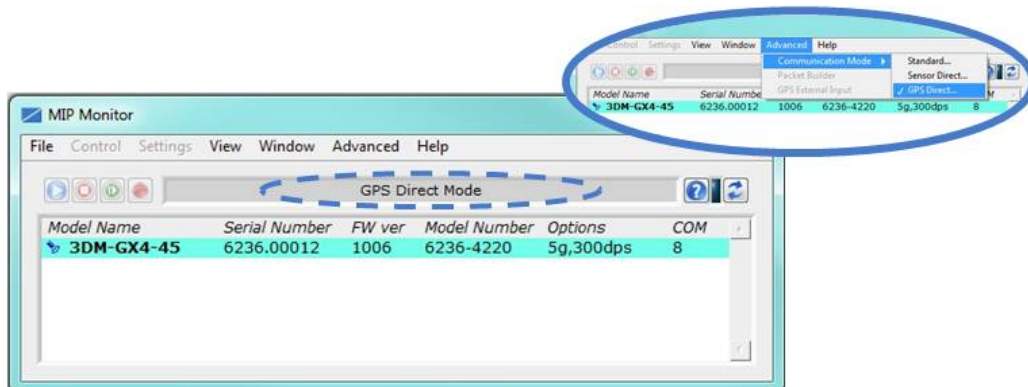 Control Settings View Window Advanced Help
Communication Mode Standard...
Packet Builder Sensor Direct...
GPS External Input ✓ GPS Direct...
Model Name Serial Numbe
3DM-GX4-45 6236.00012 1006 6236-4220 5g,300dps 8
MIP Monitor
File Control Settings View Window Advanced Help
GPS Direct Mode
Model Name Serial Number FW ver Model Number Options COM
3DM-GX4-45 6236.00012 1006 6236-4220 5g,300dps 8